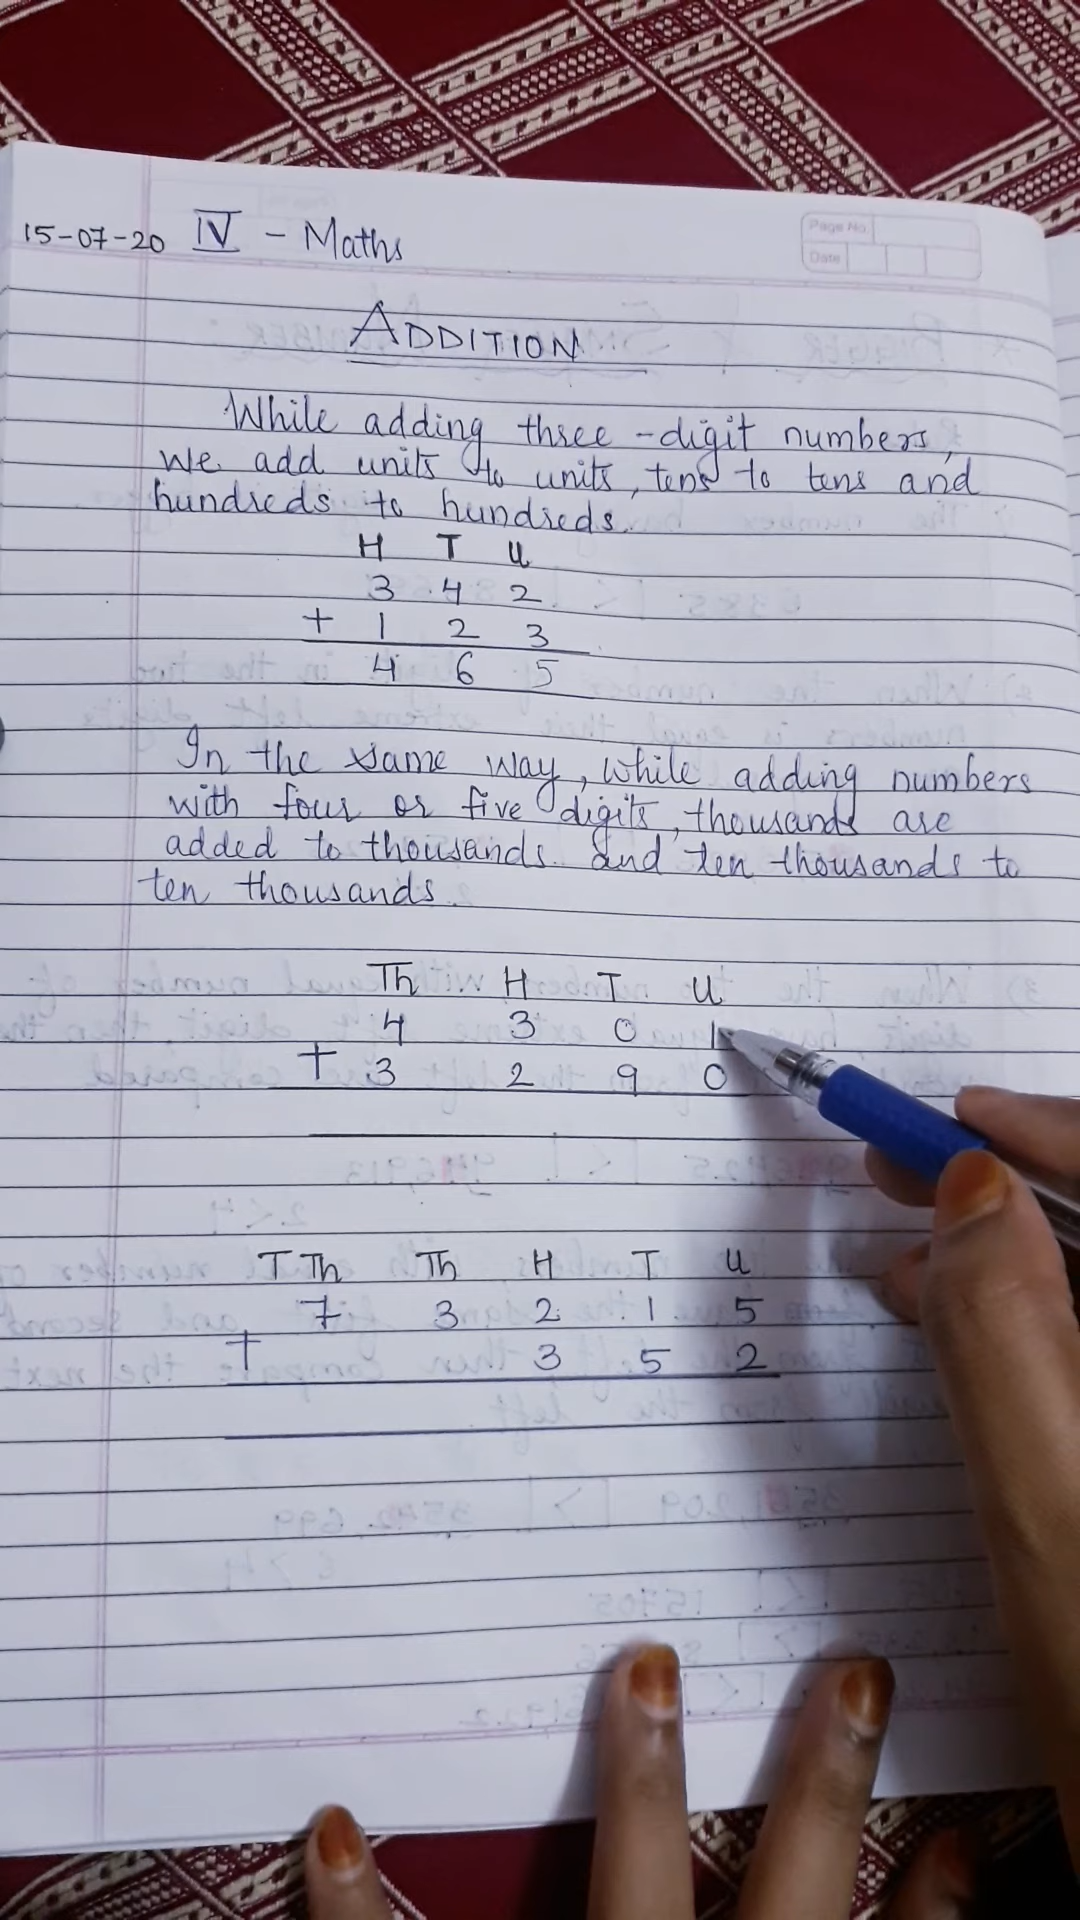 15-07-20 IV - Maths
Page No.
Date
ADDITION
While adding three-digit numbers,
we add units to units, tens to tens and
hundreds to hundreds.
H T U
3 4 2
+ 1 2 3
4 6 5
In the same way, while adding numbers
with four or five digits, thousands are
added to thousands and ten thousands to
ten thousands.
Th H T U
4 3 0 1
+ 3 2 9 0
T Th Th H T U
7 3 2 1 5
+ 3 5 2